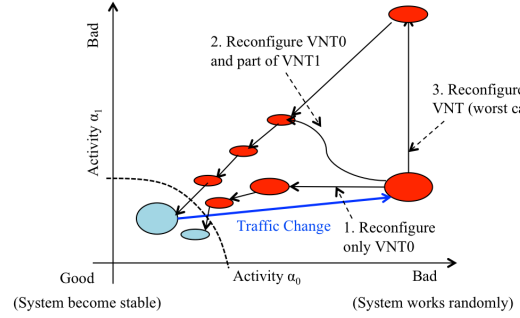 Bad
2. Reconfigure VNT0
and part of VNT1
3. Reconfigure
VNT (worst ca
Activity α1
Traffic Change
1. Reconfigure
only VNT0
Good
Activity α0
Bad
(System become stable)
(System works randomly)